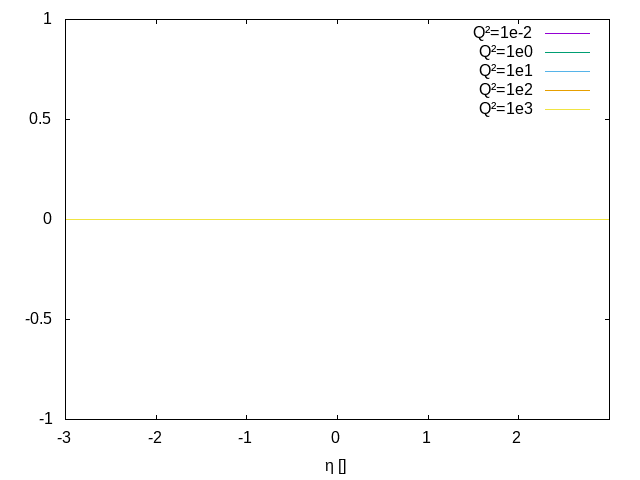 1
0.5
0
-0.5
-1
Q²=1e-2
Q²=1e0
Q²=1e1
Q²=1e2
Q²=1e3
-3 -2 -1 0 1 2
η []